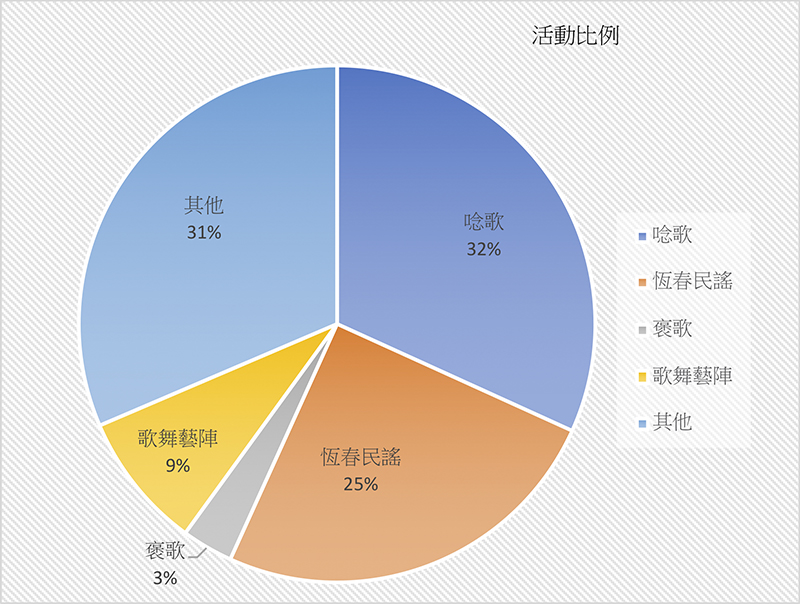 活動比例
其他
31%
唸歌
32%
歌舞藝陣
9%
恆春民謠
25%
褒歌
3%
唸歌
恆春民謠
褒歌
歌舞藝陣
其他